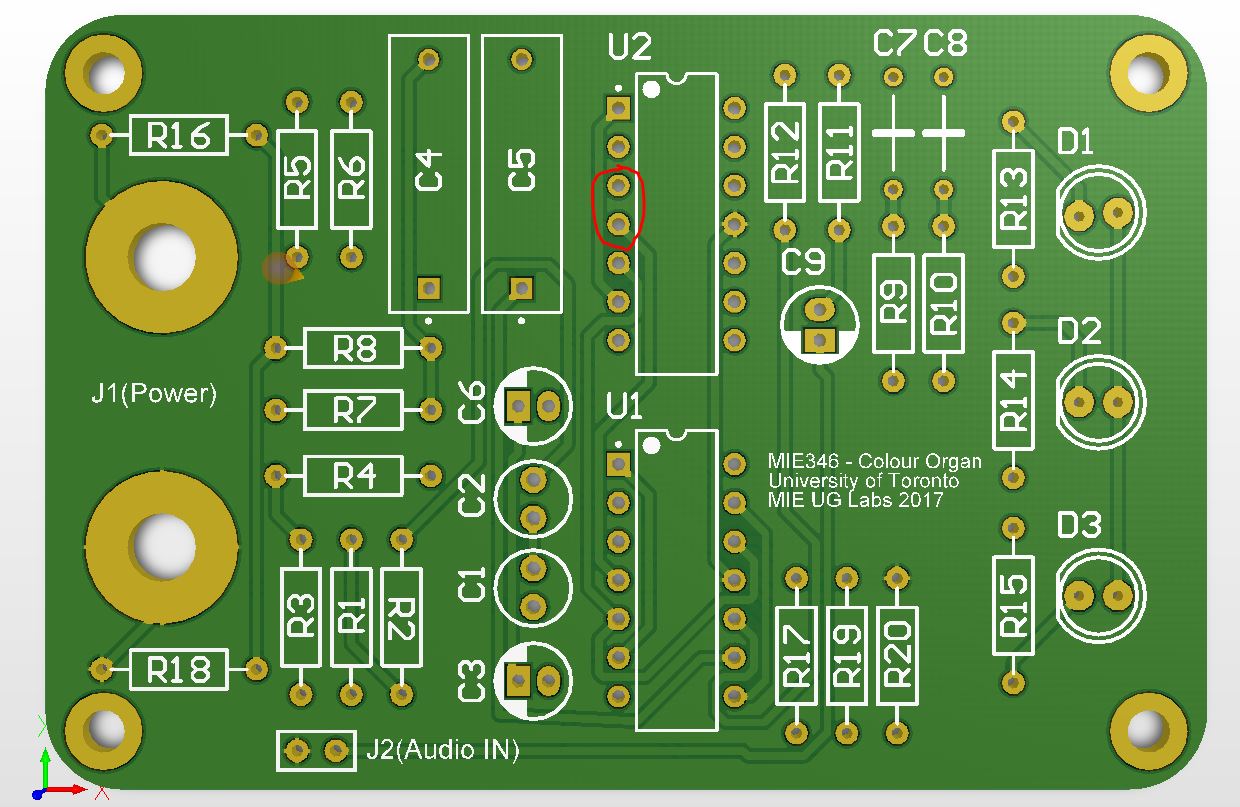 U2
C7 C8
R16
R5
R6
C4
C5
R12
R11
R13
D1
C9
R9
R10
R8
J1(Power)
R7
C6
U1
R14
D2
R4
C2
MIE346 - Colour Organ
University of Toronto
MIE UG Labs 2017
D3
R3
R1
R2
C1
R15
R18
C3
R17
R19
R20
J2(Audio IN)
Y
X